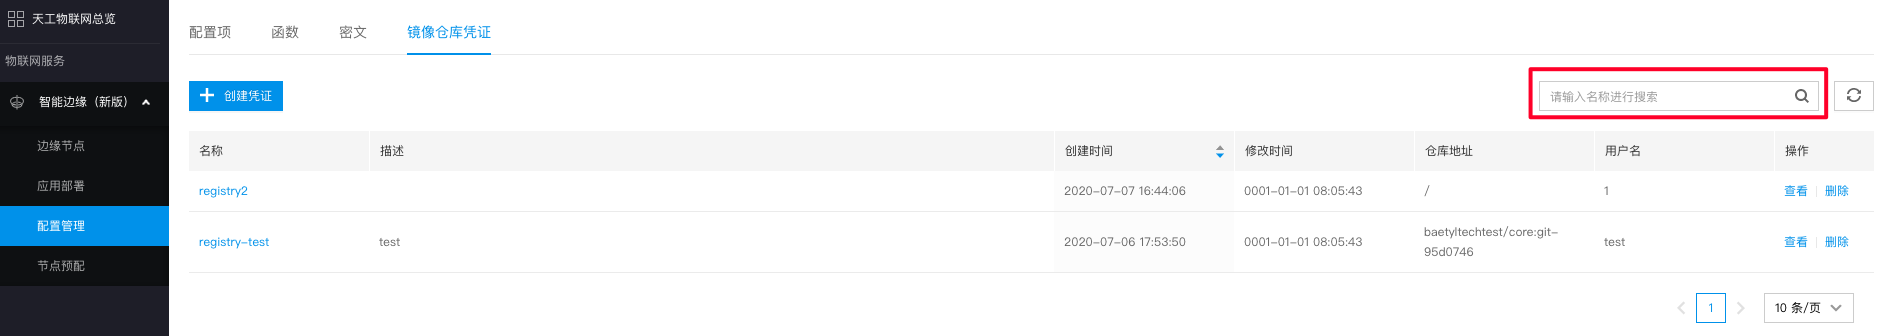 天工物联网总览
物联网服务
智能边缘（新版）
边缘节点
应用部署
配置管理
节点预配
配置项 函数 密文 镜像仓库凭证
创建凭证
请输入名称进行搜索
名称 描述 创建时间 修改时间 仓库地址 用户名 操作
registry2 2020-07-07 16:44:06 0001-01-01 08:05:43 / 1 查看 删除
registry-test test 2020-07-06 17:53:50 0001-01-01 08:05:43 baetyltechtest/core:git-
95d0746 test 查看 删除
1 10 条/页